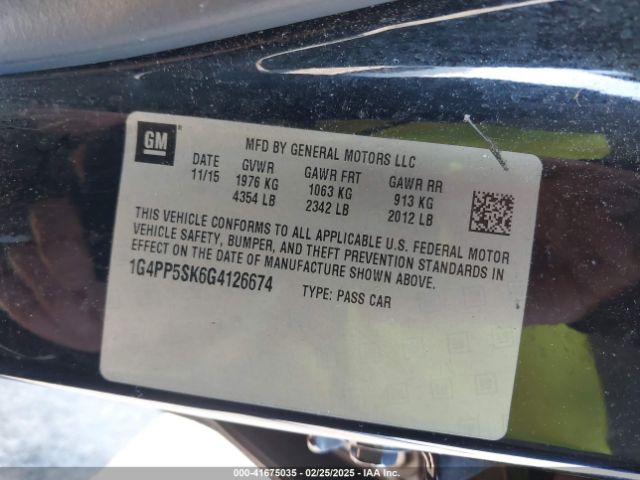 GM
MFD BY GENERAL MOTORS LLC
DATE GVWR GAWR FRT GAWR RR
11/15 1976 KG 1063 KG 913 KG
4354 LB 2342 LB 2012 LB
THIS VEHICLE CONFORMS TO ALL APPLICABLE U.S. FEDERAL MOTOR
VEHICLE SAFETY, BUMPER, AND THEFT PREVENTION STANDARDS IN
EFFECT ON THE DATE OF MANUFACTURE SHOWN ABOVE.
1G4PP5SK6G4126674 TYPE: PASS CAR
000-41675035 - 02/25/2025 - IAAI.COM